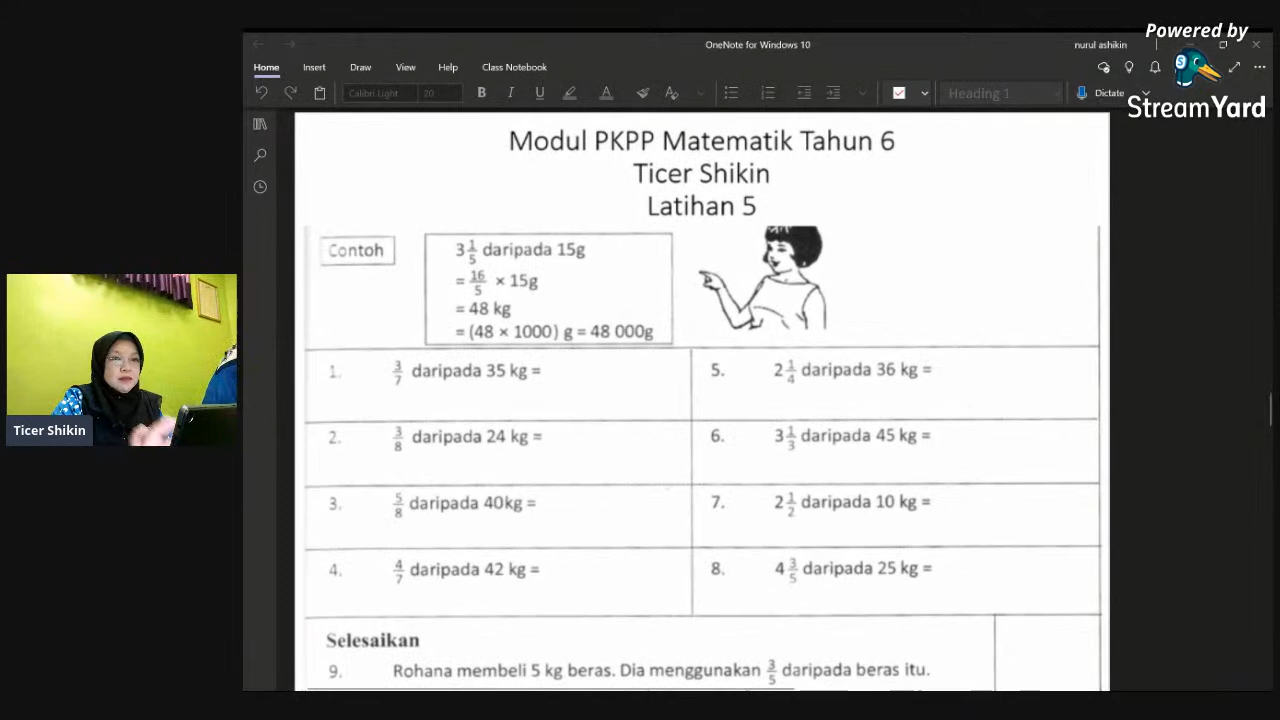 Powered by
StreamYard
OneNote for Windows 10
nurul ashikin
Home Insert Draw View Help Class Notebook
Calibri Light 20 B I U A Heading 1 Dictate
Modul PKPP Matematik Tahun 6
Ticer Shikin
Latihan 5
Contoh
3 1/5 daripada 15g
= 16/5 × 15g
= 48 kg
= (48 × 1000) g = 48 000g
1. 3/7 daripada 35 kg =
2. 3/8 daripada 24 kg =
3. 5/8 daripada 40kg =
4. 4/7 daripada 42 kg =
5. 2 1/4 daripada 36 kg =
6. 3 1/3 daripada 45 kg =
7. 2 1/2 daripada 10 kg =
8. 4 3/5 daripada 25 kg =
Selesaikan
9. Rohana membeli 5 kg beras. Dia menggunakan 3/5 daripada beras itu.
Ticer Shikin